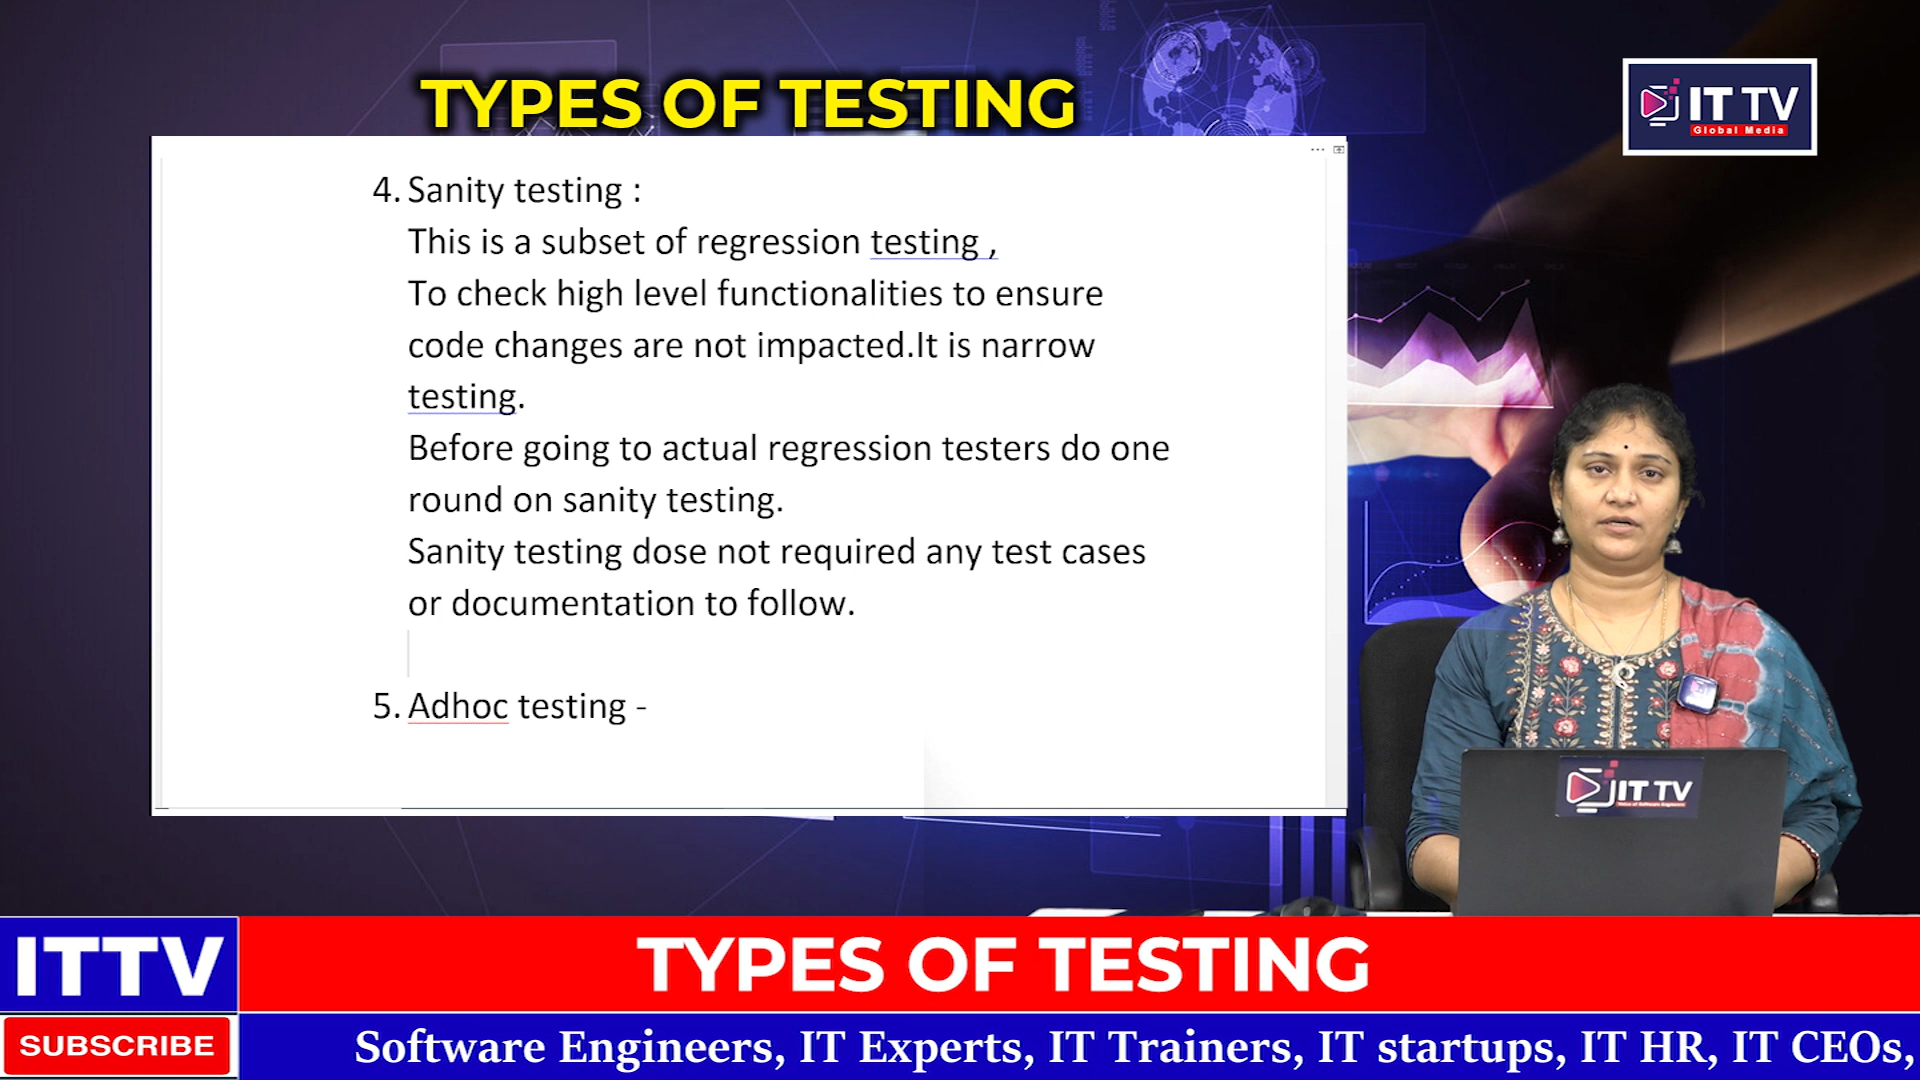 TYPES OF TESTING
IT TV
Global Media
4. Sanity testing :
This is a subset of regression testing ,
To check high level functionalities to ensure
code changes are not impacted.It is narrow
testing.
Before going to actual regression testers do one
round on sanity testing.
Sanity testing dose not required any test cases
or documentation to follow.
5. Adhoc testing -
IT TV
Voice of Software Engineers
ITTV
TYPES OF TESTING
SUBSCRIBE
Software Engineers, IT Experts, IT Trainers, IT startups, IT HR, IT CEOs,